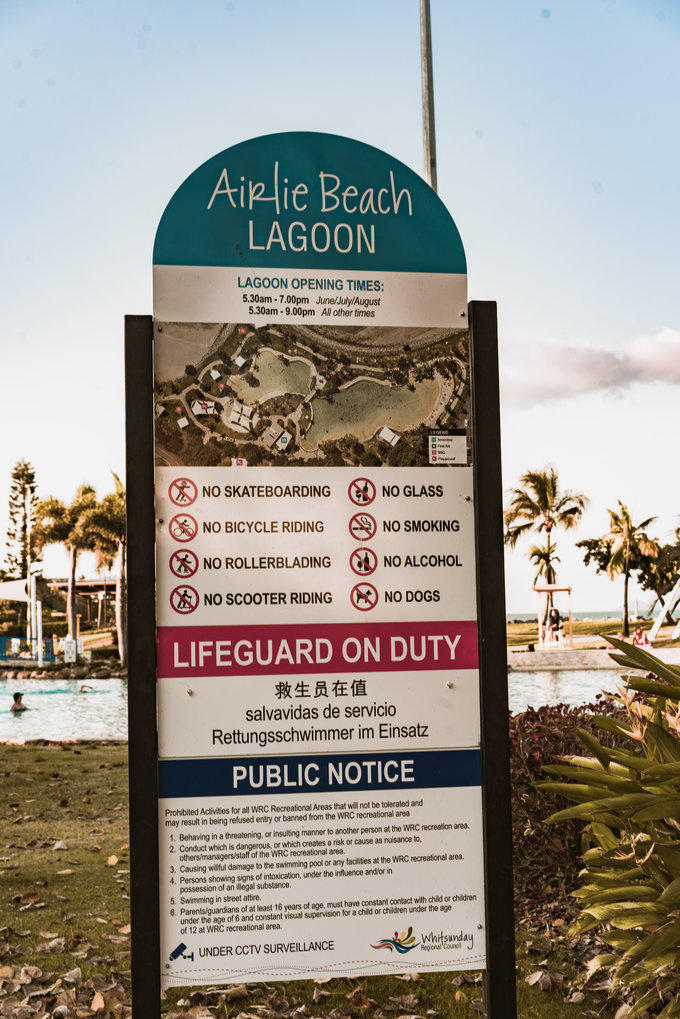 Airlie Beach
LAGOON
LAGOON OPENING TIMES:
5.30am - 7.00pm June/July/August
5.30am - 9.00pm All other times
LEGEND
Amenities
First Aid
BBQ
Playground
NO SKATEBOARDING
NO GLASS
NO BICYCLE RIDING
NO SMOKING
NO ROLLERBLADING
NO ALCOHOL
NO SCOOTER RIDING
NO DOGS
LIFEGUARD ON DUTY
救生员在值
salvavidas de servicio
Rettungsschwimmer im Einsatz
PUBLIC NOTICE
Prohibited Activities for all WRC Recreational Areas that will not be tolerated and
may result in being refused entry or banned from the WRC recreational area
1. Behaving in a threatening, or insulting manner to another person at the WRC recreation area.
2. Conduct which is dangerous, or which creates a risk or cause as nuisance to,
others/managers/staff of the WRC recreational area.
3. Causing willful damage to the swimming pool or any facilities at the WRC recreational area.
4. Persons showing signs of intoxication, under the influence and/or in
possession of an illegal substance.
5. Swimming in street attire.
6. Parents/guardians of at least 16 years of age, must have constant contact with child or children
under the age of 6 and constant visual supervision for a child or children under the age
of 12 at WRC recreation area.
UNDER CCTV SURVEILLANCE
Whitsunday
Regional Council